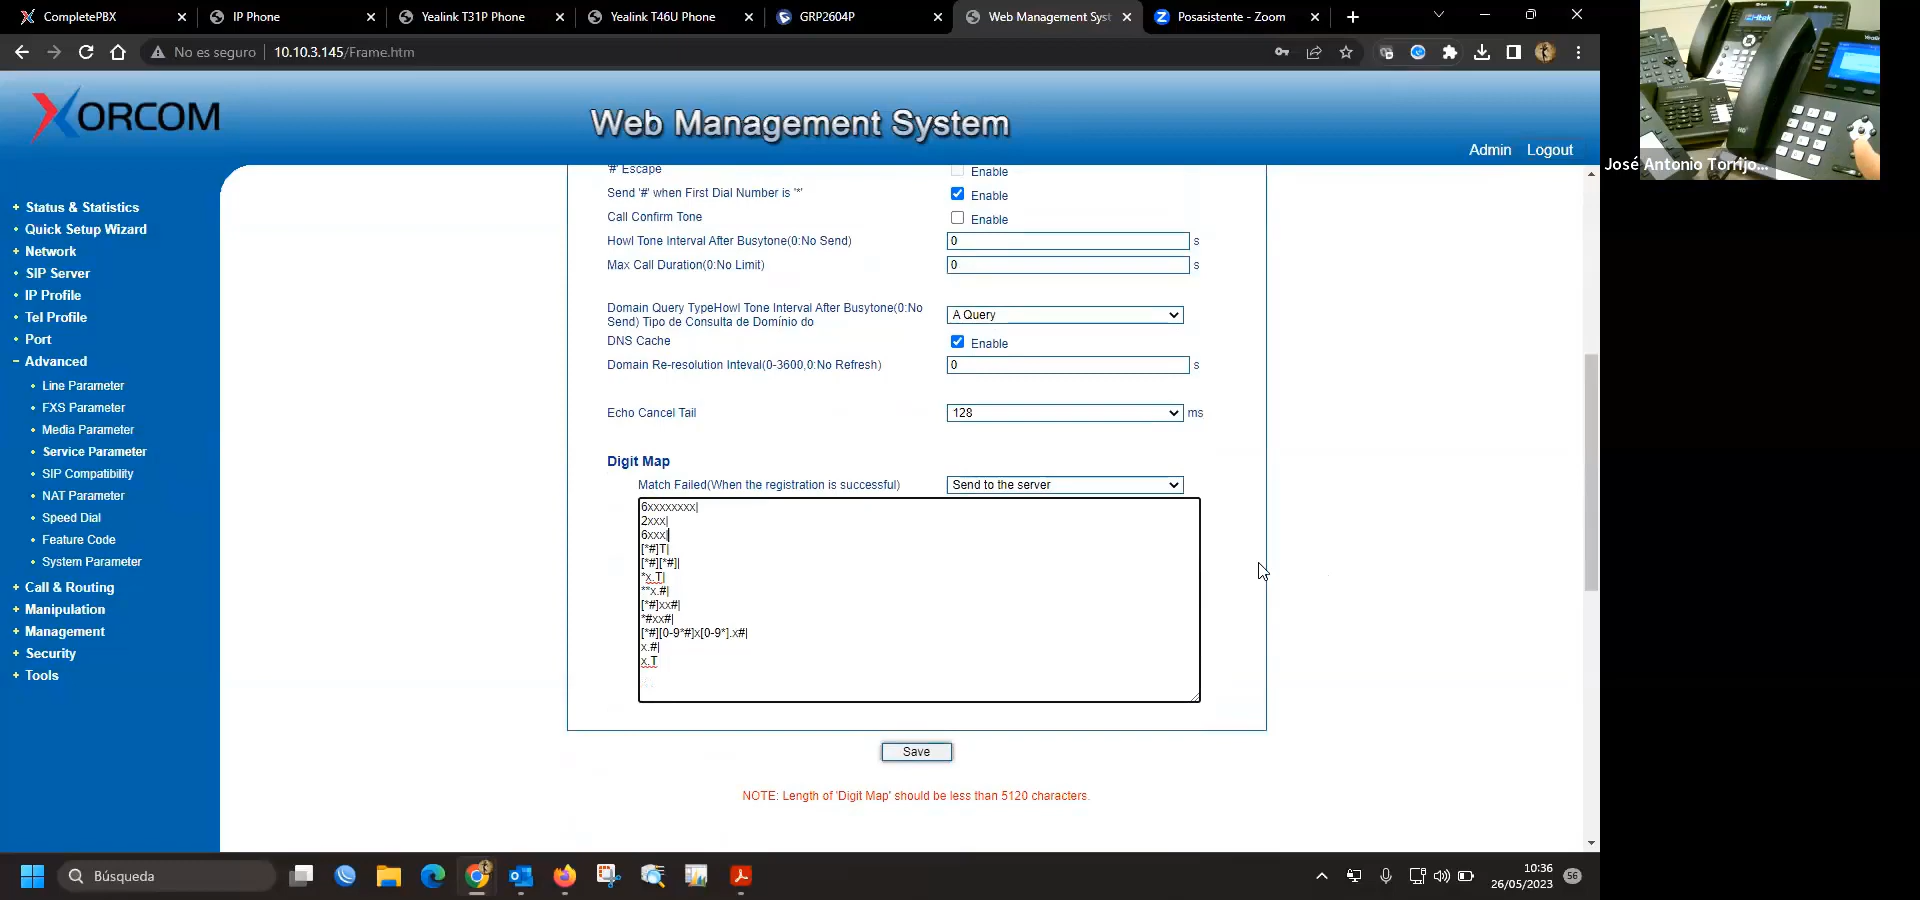 CompletePBX
IP Phone
Yealink T31P Phone
Yealink T46U Phone
GRP2604P
Web Management Syst
Posasistente - Zoom
No es seguro
10.10.3.145/Frame.htm
XORCOM
Web Management System
Admin
Logout
José Antonio Torrijo...
+ Status & Statistics
• Quick Setup Wizard
+ Network
• SIP Server
• IP Profile
• Tel Profile
• Port
− Advanced
• Line Parameter
• FXS Parameter
• Media Parameter
• Service Parameter
• SIP Compatibility
• NAT Parameter
• Speed Dial
• Feature Code
• System Parameter
+ Call & Routing
+ Manipulation
+ Management
+ Security
+ Tools
'#' Escape
Enable
Send '#' when First Dial Number is '*'
Enable
Call Confirm Tone
Enable
Howl Tone Interval After Busytone(0:No Send)
0
s
Max Call Duration(0:No Limit)
0
s
Domain Query TypeHowl Tone Interval After Busytone(0:No
Send) Tipo de Consulta de Domínio do
A Query
DNS Cache
Enable
Domain Re-resolution Inteval(0-3600,0:No Refresh)
0
s
Echo Cancel Tail
128
ms
Digit Map
Match Failed(When the registration is successful)
Send to the server
6xxxxxxxx|
2xxx|
6xxx|
[*#]T|
[*#][*#]|
*x.T|
**x.#|
[*#]xx#|
*#xx#|
[*#][0-9*#]x[0-9*].x#|
x.#|
x.T
Save
NOTE: Length of 'Digit Map' should be less than 5120 characters.
Búsqueda
10:36
26/05/2023
56